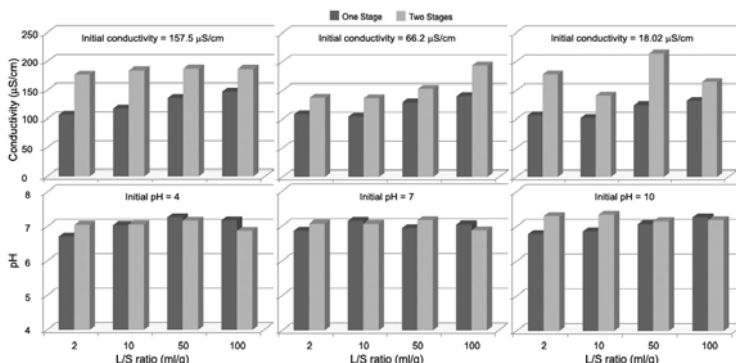 One Stage Two Stages
Initial conductivity = 157.5 µS/cm Initial conductivity = 66.2 µS/cm Initial conductivity = 18.02 µS/cm
Conductivity (µS/cm)
250
200
150
100
50
0
Initial pH = 4 Initial pH = 7 Initial pH = 10
pH
8
7
6
5
4
2 10 50 100 2 10 50 100 2 10 50 100
L/S ratio (ml/g) L/S ratio (ml/g) L/S ratio (ml/g)